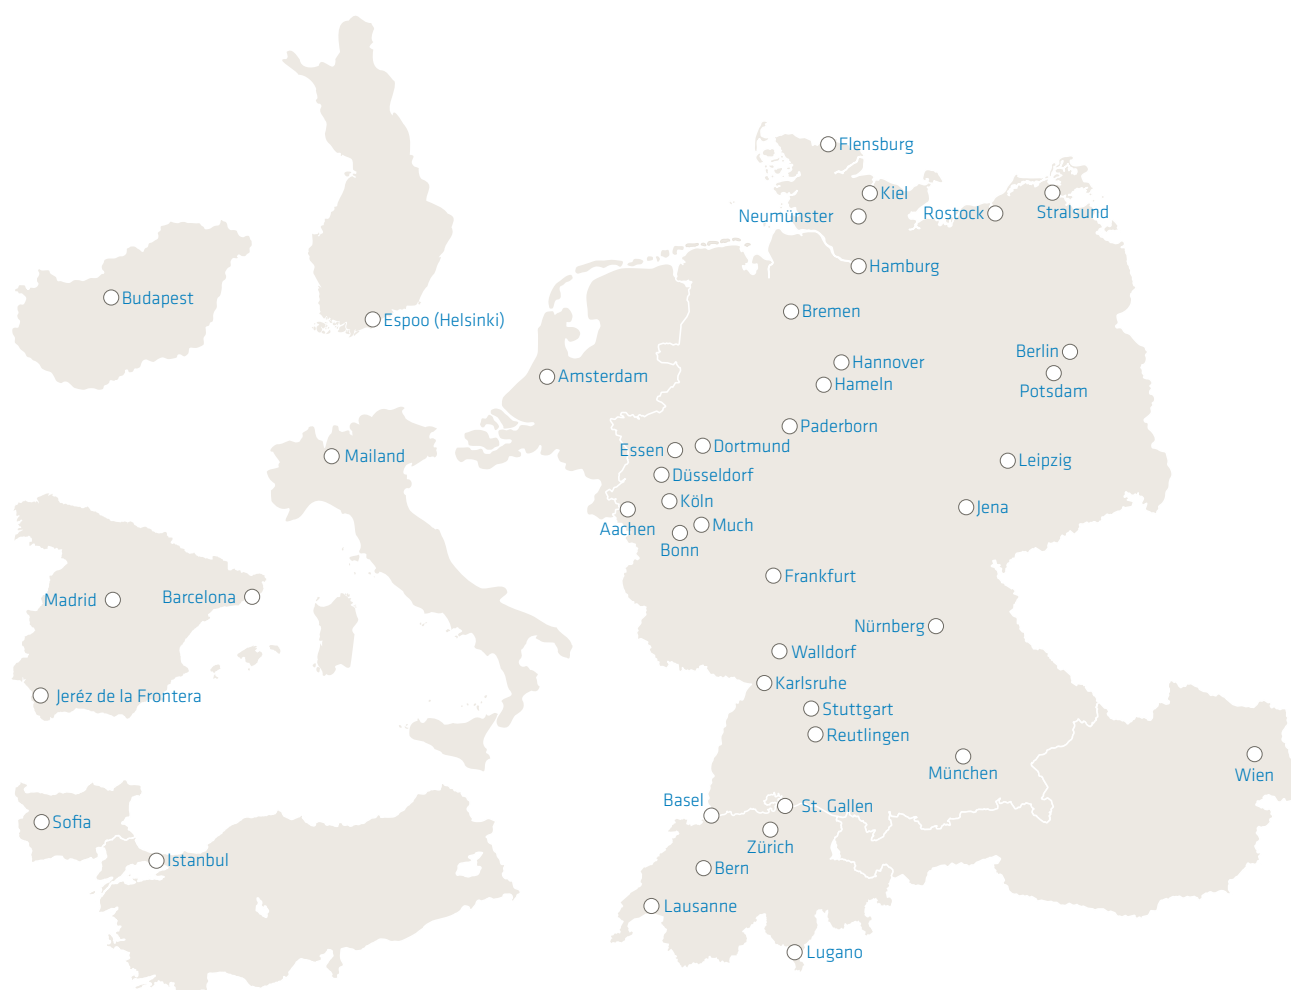 Flensburg
Kiel
Neumünster
Rostock
Stralsund
Hamburg
Budapest
Espoo (Helsinki)
Bremen
Berlin
Hannover
Amsterdam
Hameln
Potsdam
Paderborn
Essen
Dortmund
Mailand
Leipzig
Düsseldorf
Köln
Jena
Aachen
Much
Bonn
Frankfurt
Madrid
Barcelona
Nürnberg
Walldorf
Karlsruhe
Jeréz de la Frontera
Stuttgart
Reutlingen
München
Wien
Basel
St. Gallen
Sofia
Zürich
Istanbul
Bern
Lausanne
Lugano